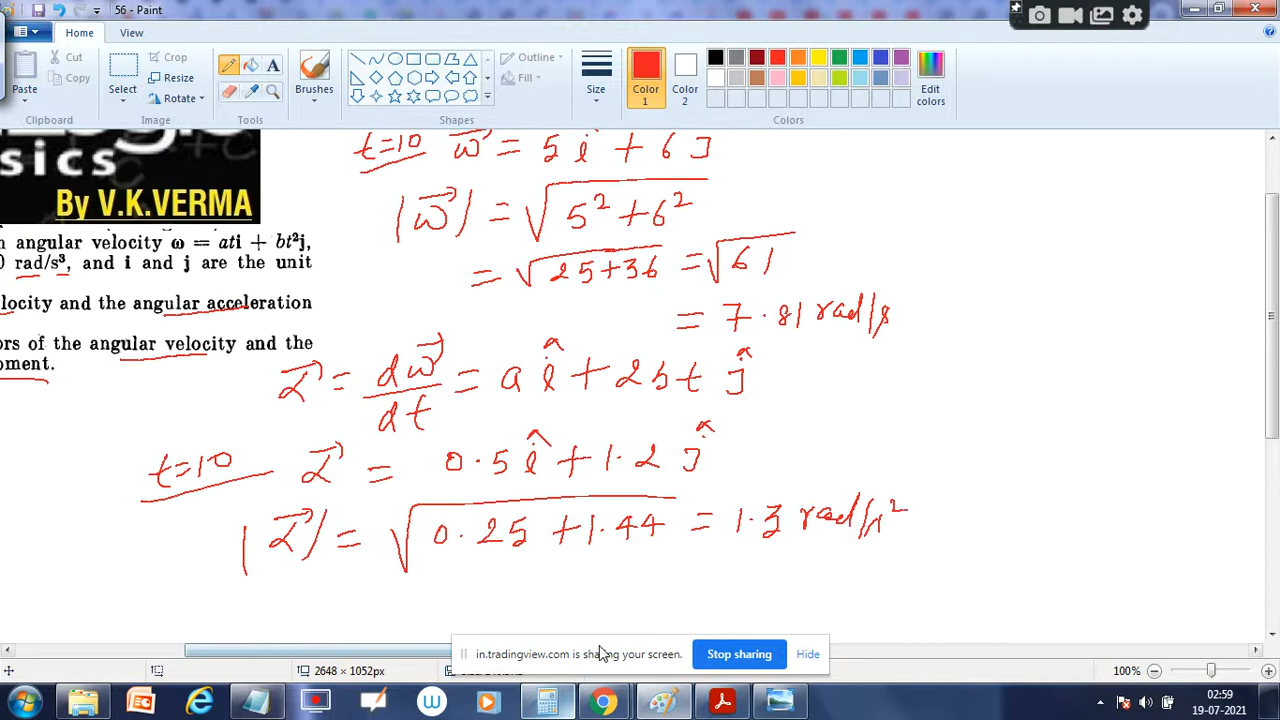 56 - Paint
Home View
Cut
Copy
Paste
Clipboard
Select
Crop
Resize
Rotate
Image
A
Tools
Brushes
Outline
Fill
Shapes
Size
Color 1
Color 2
Edit colors
Colors
sics
By V.K.VERMA
n angular velocity ω = ati + bt²j,
0 rad/s³, and i and j are the unit
locity and the angular acceleration
ors of the angular velocity and the
oment.
t=10 ω⃗ = 5 i + 6 J
|ω⃗| = √(5² + 6²)
= √(25+36) = √61
= 7.81 rad/s
α⃗ = dω⃗/dt = a î + 2bt ĵ
t=10 α⃗ = 0.5 î + 1.2 ĵ
|α⃗| = √(0.25 + 1.44) = 1.3 rad/s²
in.tradingview.com is sharing your screen. Stop sharing Hide
2648 × 1052px 100%
02:59
19-07-2021